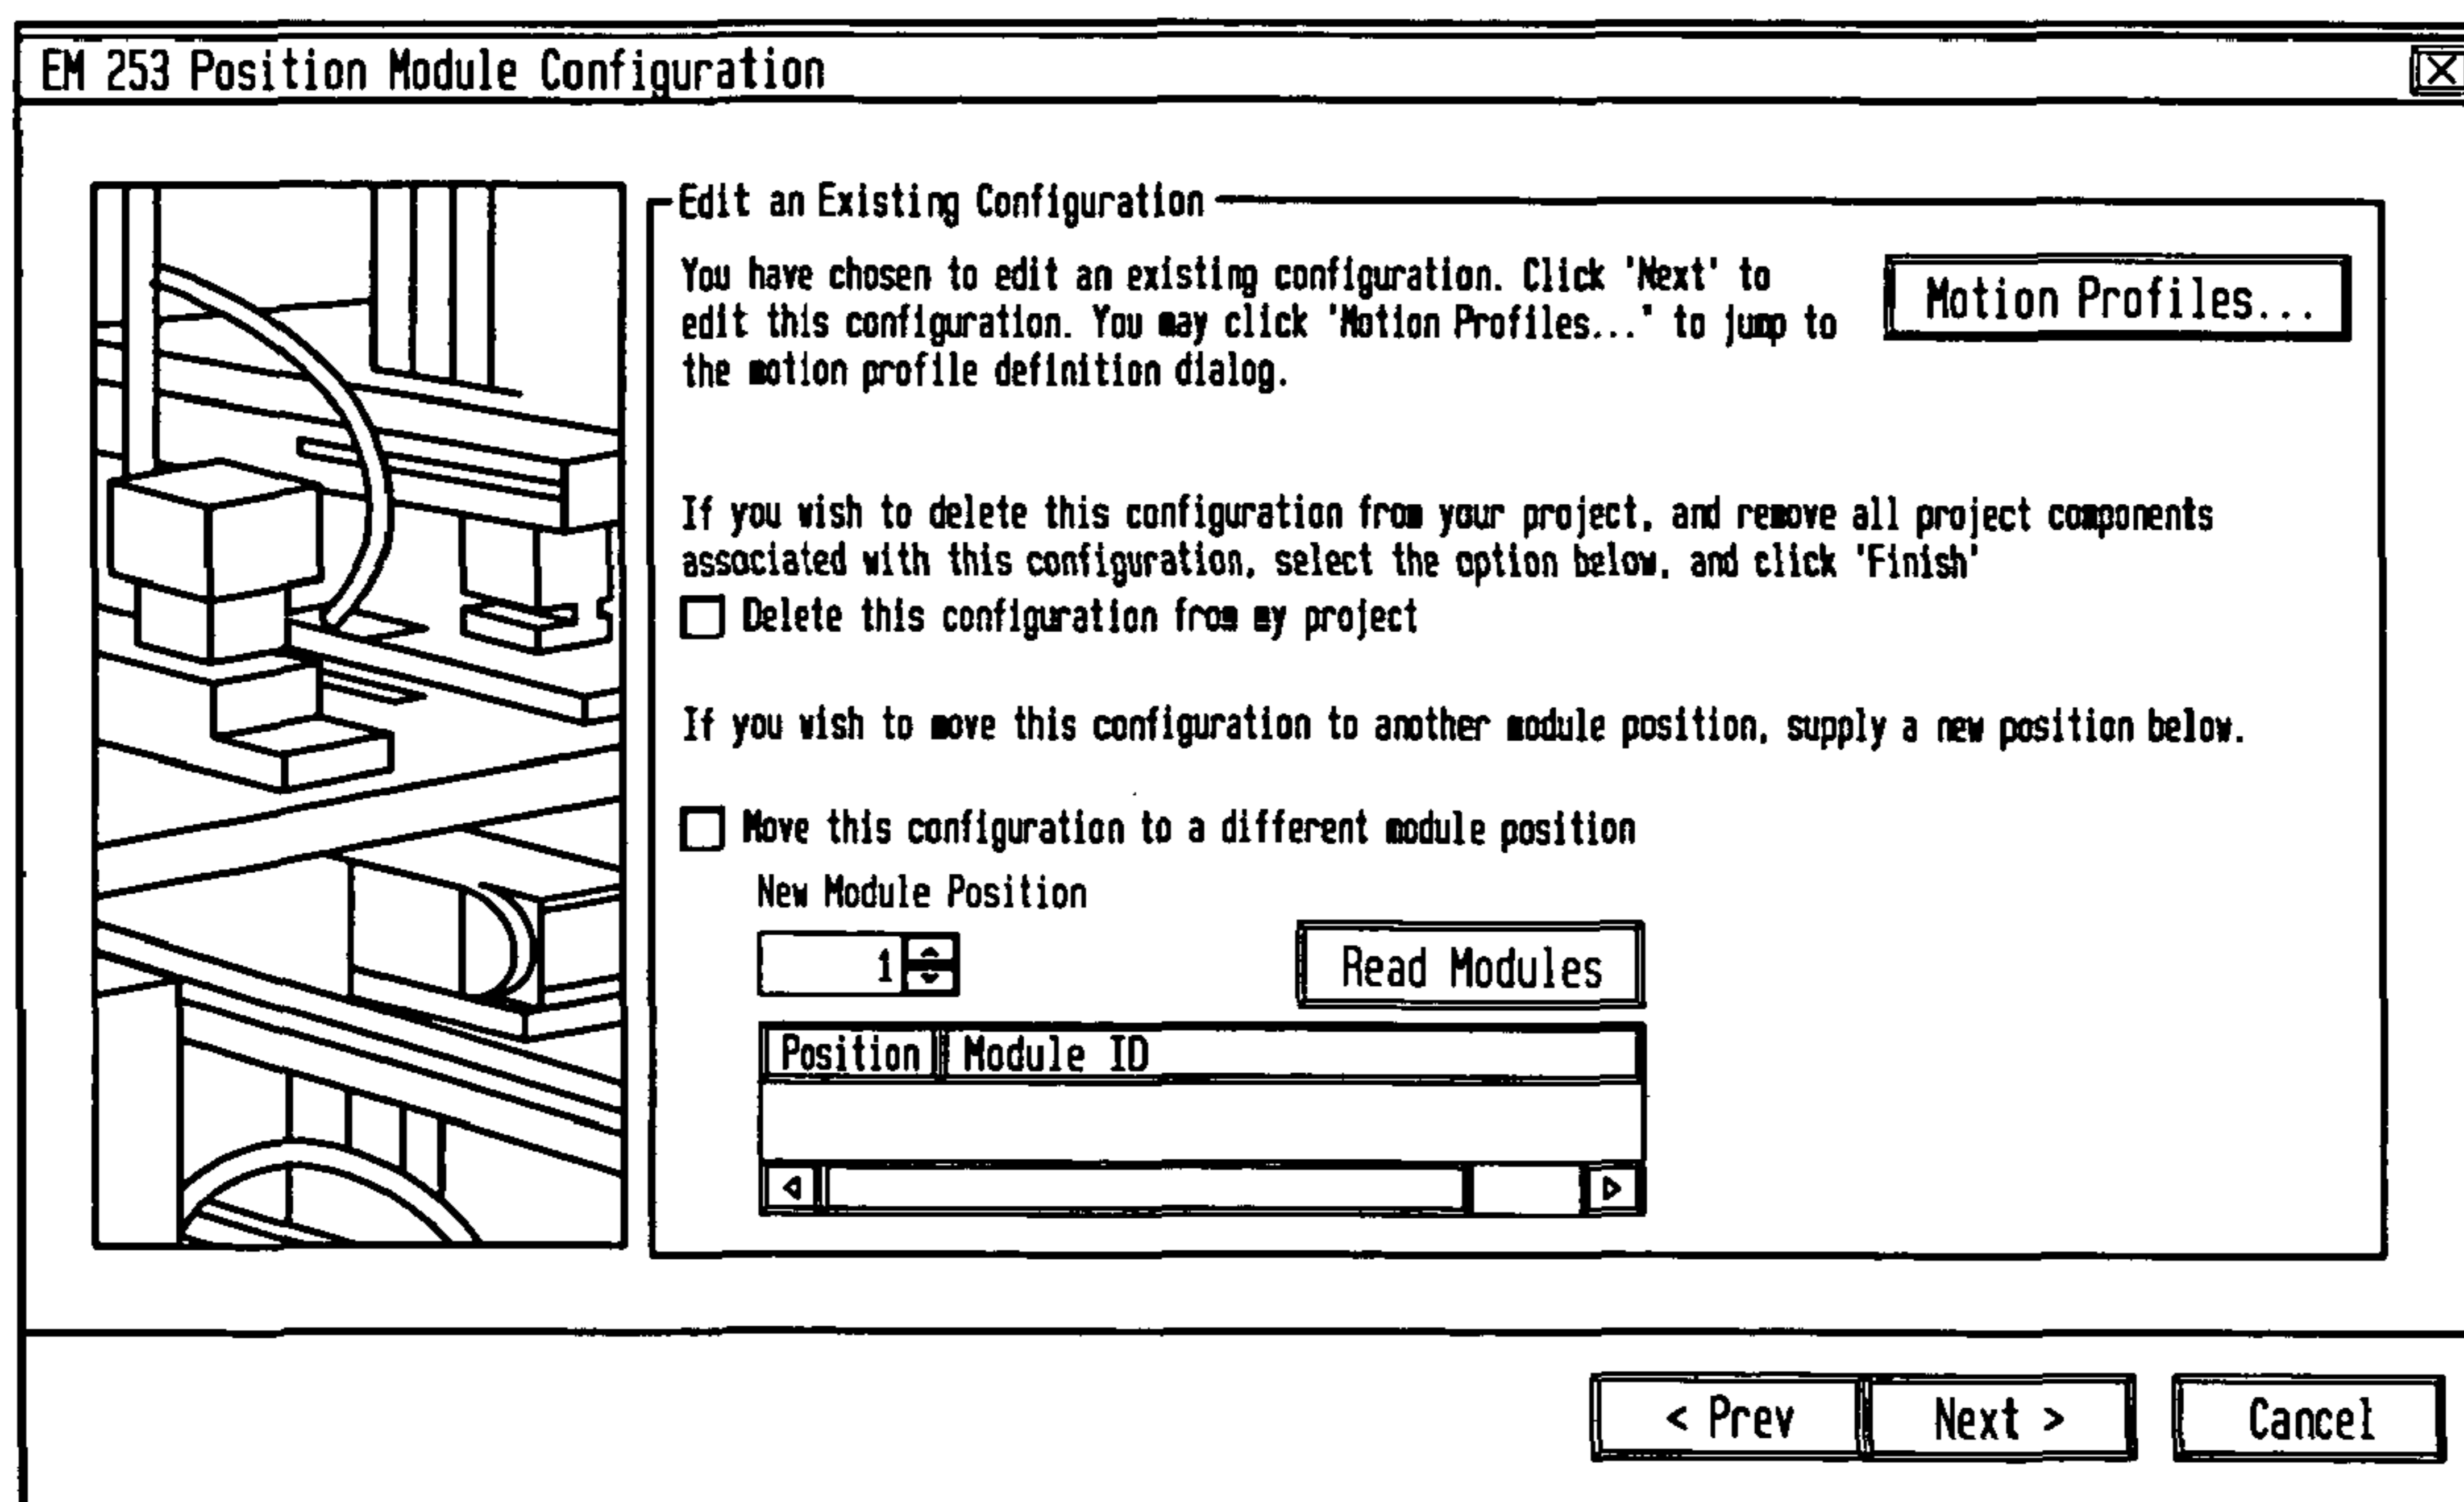 EM 253 Position Module Configuration
Edit an Existing Configuration
You have chosen to edit an existing configuration. Click 'Next' to
edit this configuration. You may click 'Motion Profiles...' to jump to
the motion profile definition dialog.
Motion Profiles...
If you wish to delete this configuration from your project, and remove all project components
associated with this configuration, select the option below, and click 'Finish'
Delete this configuration from my project
If you wish to move this configuration to another module position, supply a new position below.
Move this configuration to a different module position
New Module Position
1
Read Modules
Position Module ID
< Prev Next > Cancel